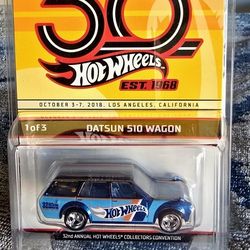 50
HOT WHEELS
EST. 1968
OCTOBER 3-7, 2018, LOS ANGELES, CALIFORNIA
1 of 3
DATSUN 510 WAGON
HOT WHEELS
32nd ANNUAL HOT WHEELS® COLLECTORS CONVENTION